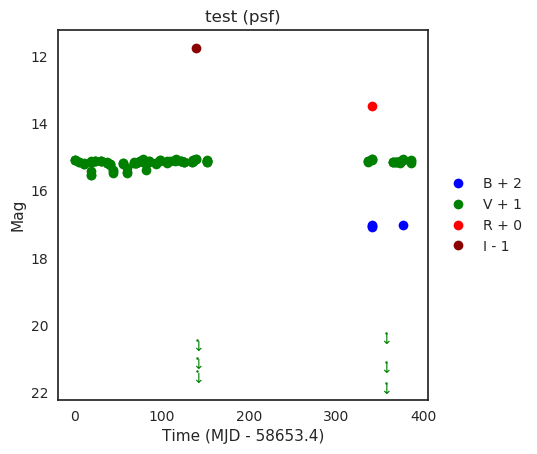 test (psf)
Mag
12
14
16
18
20
22
0 100 200 300 400
Time (MJD - 58653.4)
B + 2
V + 1
R + 0
I - 1